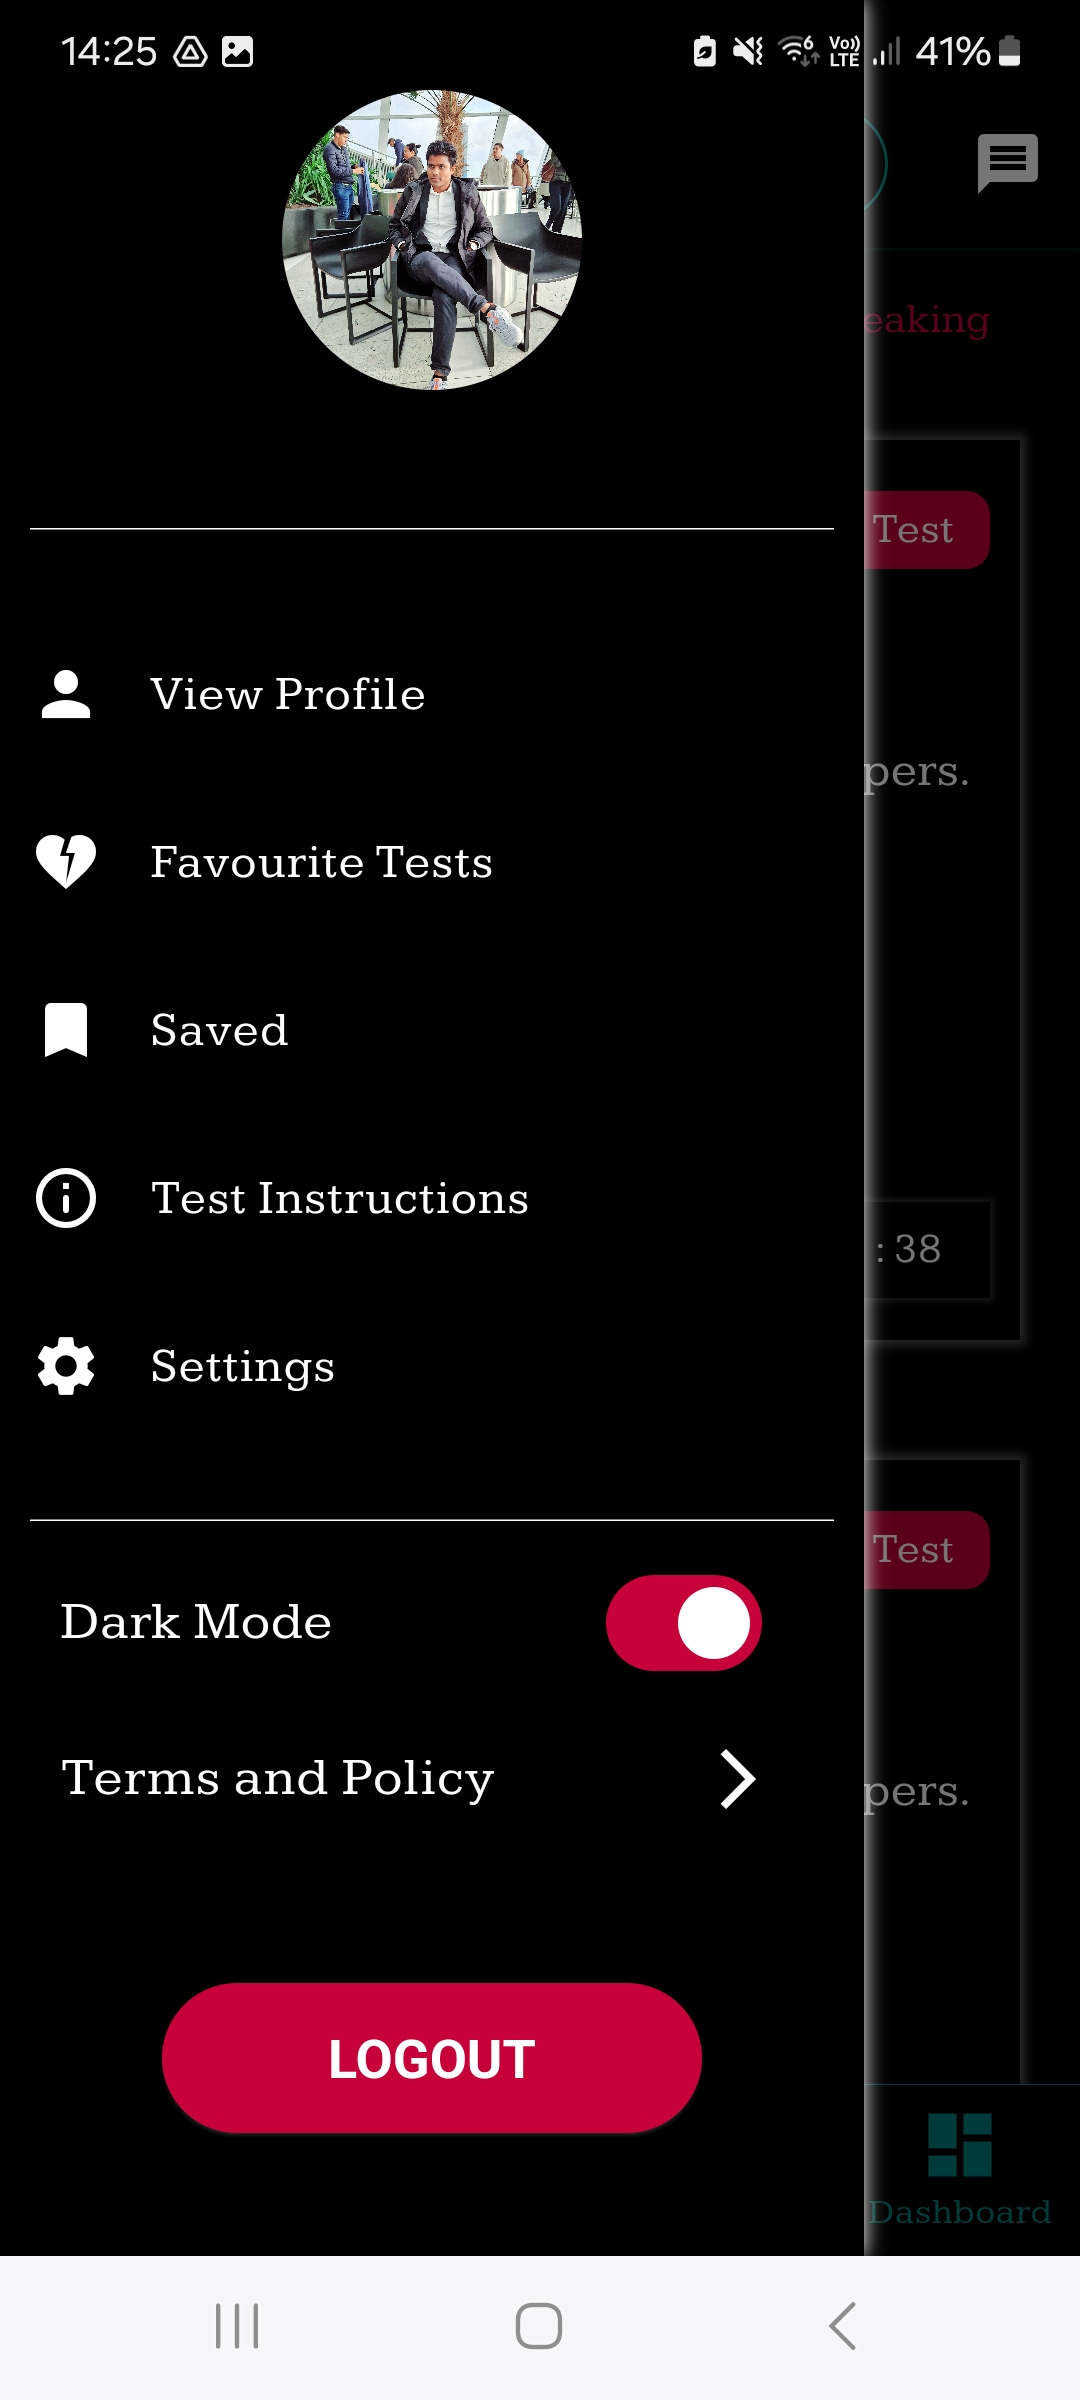 14:25
Vo)) LTE
41%
eaking
Test
View Profile
pers.
Favourite Tests
Saved
Test Instructions
: 38
Settings
Test
Dark Mode
Terms and Policy
pers.
LOGOUT
Dashboard